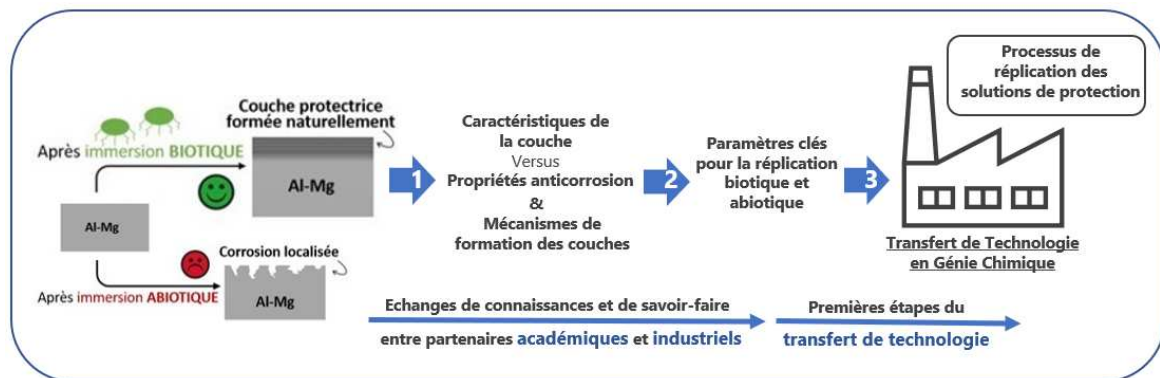 Couche protectrice
formée naturellement
Après immersion BIOTIQUE
Al-Mg
Al-Mg
Corrosion localisée
Après immersion ABIOTIQUE
Al-Mg
1
Caractéristiques de
la couche
Versus
Propriétés anticorrosion
&
Mécanismes de
formation des couches
2
Paramètres clés
pour la réplication
biotique et
abiotique
3
Processus de
réplication des
solutions de protection
Transfert de Technologie
en Génie Chimique
Echanges de connaissances et de savoir-faire
entre partenaires académiques et industriels
Premières étapes du
transfert de technologie